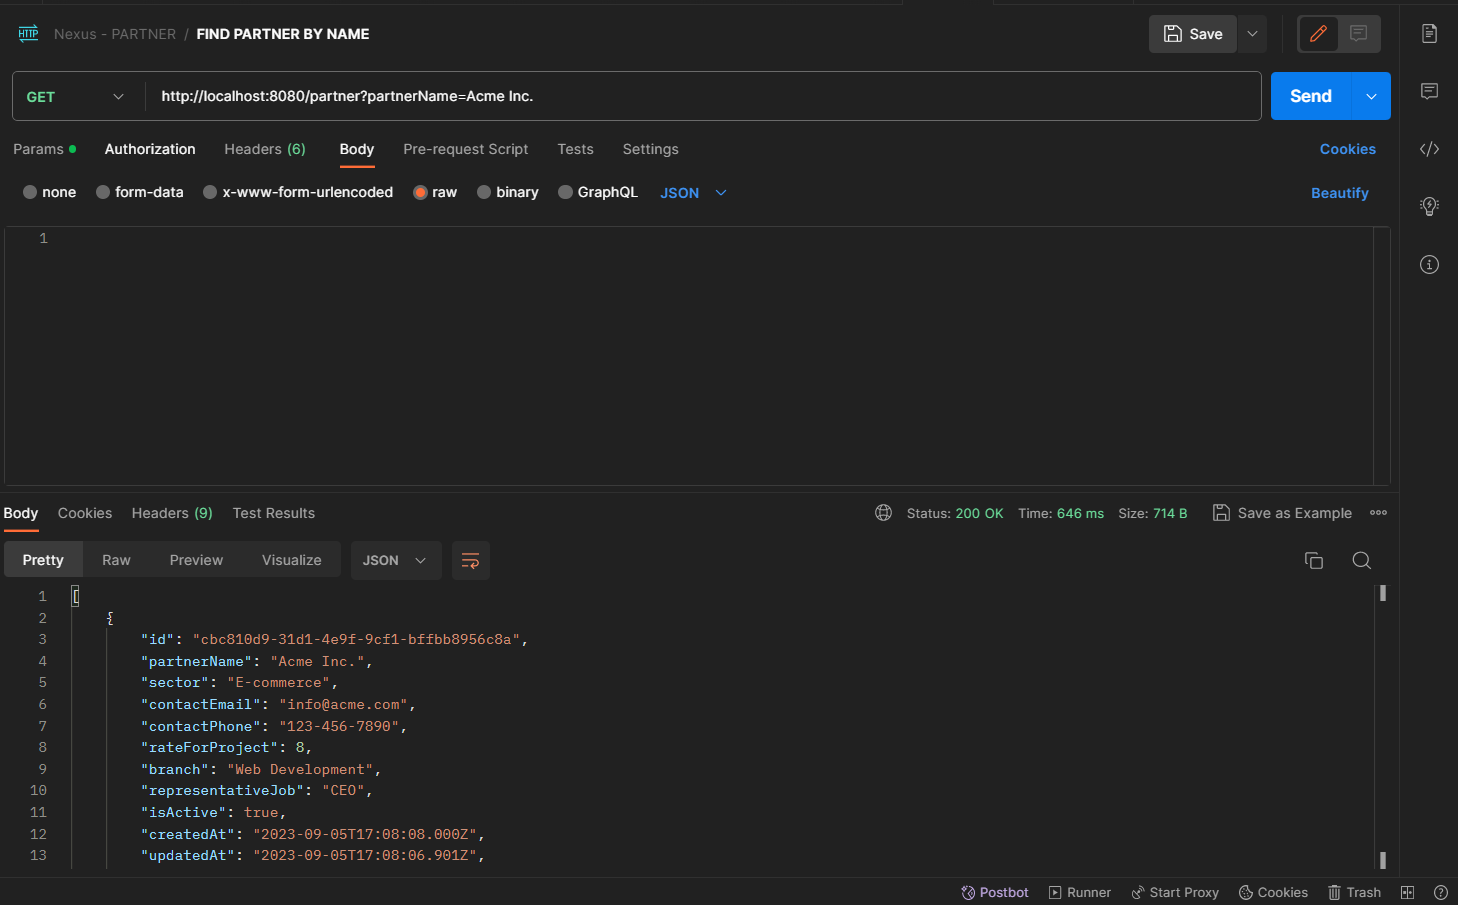 HTTP Nexus - PARTNER / FIND PARTNER BY NAME Save
GET http://localhost:8080/partner?partnerName=Acme Inc. Send
Params Authorization Headers (6) Body Pre-request Script Tests Settings Cookies
none form-data x-www-form-urlencoded raw binary GraphQL JSON Beautify
1
Body Cookies Headers (9) Test Results Status: 200 OK Time: 646 ms Size: 714 B Save as Example
Pretty Raw Preview Visualize JSON
1 [
2 {
3 "id": "cbc810d9-31d1-4e9f-9cf1-bffbb8956c8a",
4 "partnerName": "Acme Inc.",
5 "sector": "E-commerce",
6 "contactEmail": "info@acme.com",
7 "contactPhone": "123-456-7890",
8 "rateForProject": 8,
9 "branch": "Web Development",
10 "representativeJob": "CEO",
11 "isActive": true,
12 "createdAt": "2023-09-05T17:08:08.000Z",
13 "updatedAt": "2023-09-05T17:08:06.901Z",
Postbot Runner Start Proxy Cookies Trash